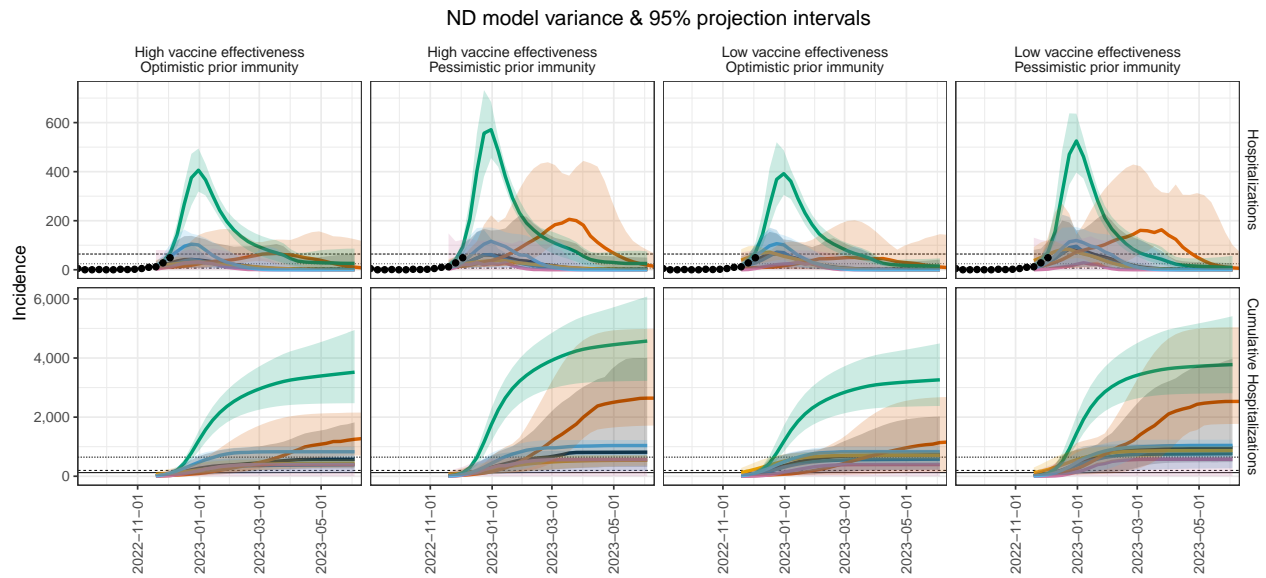 ND model variance & 95% projection intervals
High vaccine effectiveness
Optimistic prior immunity
High vaccine effectiveness
Pessimistic prior immunity
Low vaccine effectiveness
Optimistic prior immunity
Low vaccine effectiveness
Pessimistic prior immunity
Incidence
600
400
200
0
Hospitalizations
6,000
4,000
2,000
0
Cumulative Hospitalizations
2022−11−01
2023−01−01
2023−03−01
2023−05−01
2022−11−01
2023−01−01
2023−03−01
2023−05−01
2022−11−01
2023−01−01
2023−03−01
2023−05−01
2022−11−01
2023−01−01
2023−03−01
2023−05−01